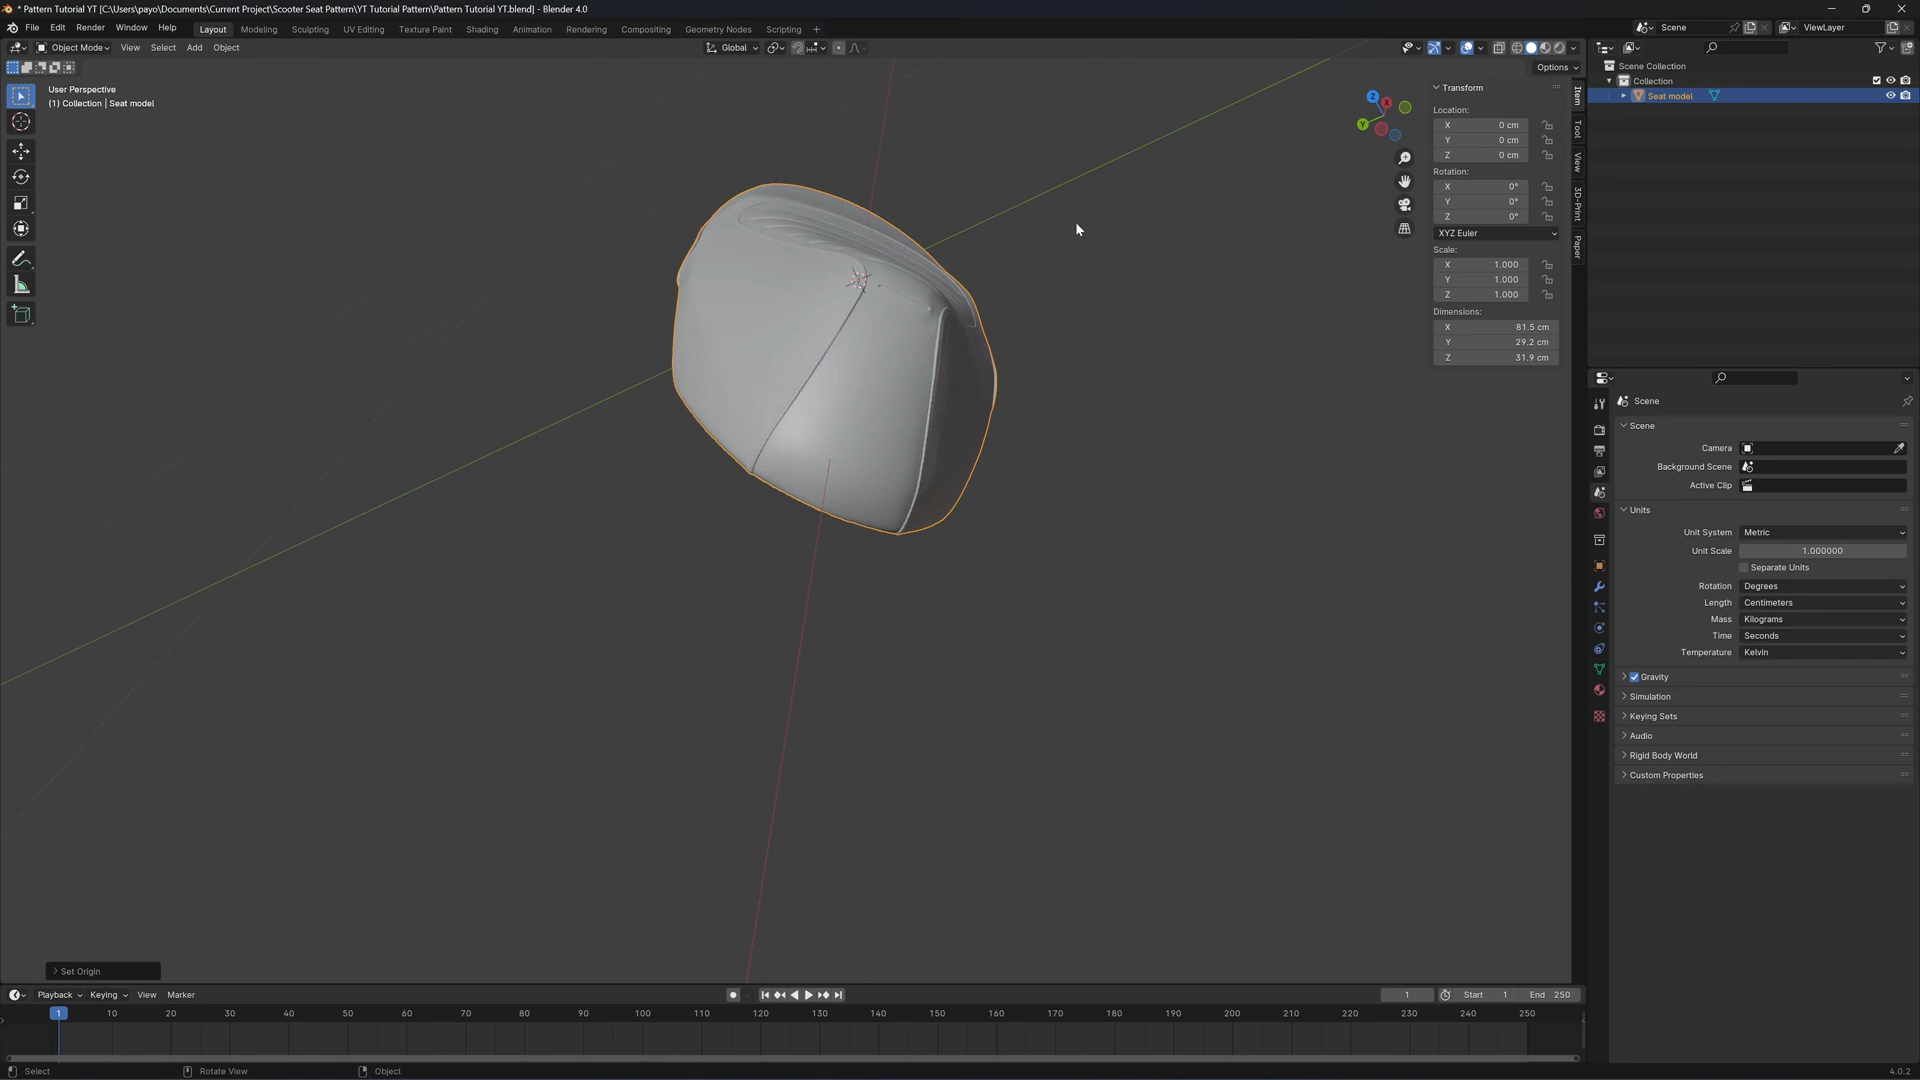 * Pattern Tutorial YT [C:\Users\payo\Documents\Current Project\Scooter Seat Pattern\YT Tutorial Pattern\Pattern Tutorial YT.blend] - Blender 4.0
File Edit Render Window Help Layout Modeling Sculpting UV Editing Texture Paint Shading Animation Rendering Compositing Geometry Nodes Scripting + Scene ViewLayer
Object Mode View Select Add Object Global
Options
User Perspective
(1) Collection | Seat model
Scene Collection
Collection
Seat model
Z
X
Y
Item
Tool
View
3D-Print
Paper
Transform
Location:
X 0 cm
Y 0 cm
Z 0 cm
Rotation:
X 0°
Y 0°
Z 0°
XYZ Euler
Scale:
X 1.000
Y 1.000
Z 1.000
Dimensions:
X 81.5 cm
Y 29.2 cm
Z 31.9 cm
Scene
Scene
Camera
Background Scene
Active Clip
Units
Unit System Metric
Unit Scale 1.000000
Separate Units
Rotation Degrees
Length Centimeters
Mass Kilograms
Time Seconds
Temperature Kelvin
Gravity
Simulation
Keying Sets
Audio
Rigid Body World
Custom Properties
Set Origin
Playback Keying View Marker 1 Start 1 End 250
1 10 20 30 40 50 60 70 80 90 100 110 120 130 140 150 160 170 180 190 200 210 220 230 240 250
Select Rotate View Object 4.0.2